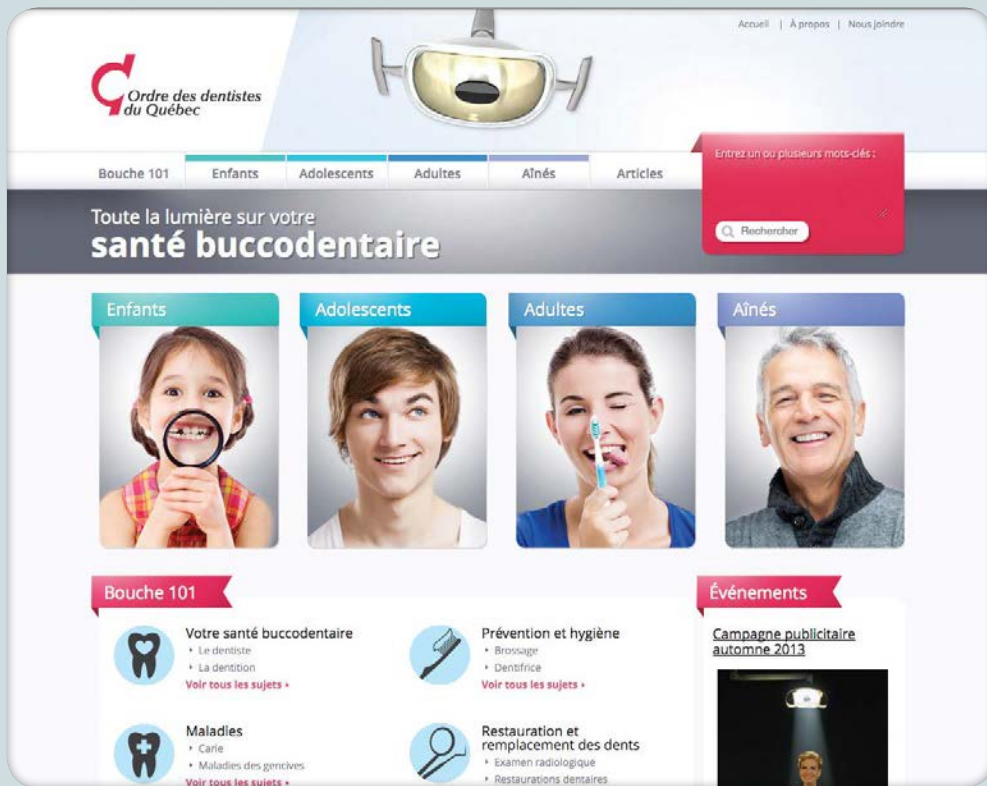 Accueil | À propos | Nous joindre
Ordre des dentistes
du Québec
Entrez un ou plusieurs mots-clés :
Bouche 101 Enfants Adolescents Adultes Aînés Articles
Toute la lumière sur votre
santé buccodentaire
Rechercher
Enfants Adolescents Adultes Aînés
Bouche 101
Votre santé buccodentaire
Le dentiste
La dentition
Voir tous les sujets
Prévention et hygiène
Brossage
Dentifrice
Voir tous les sujets
Maladies
Carie
Maladies des gencives
Voir tous les sujets
Restauration et
remplacement des dents
Examen radiologique
Restaurations dentaires
Événements
Campagne publicitaire
automne 2013